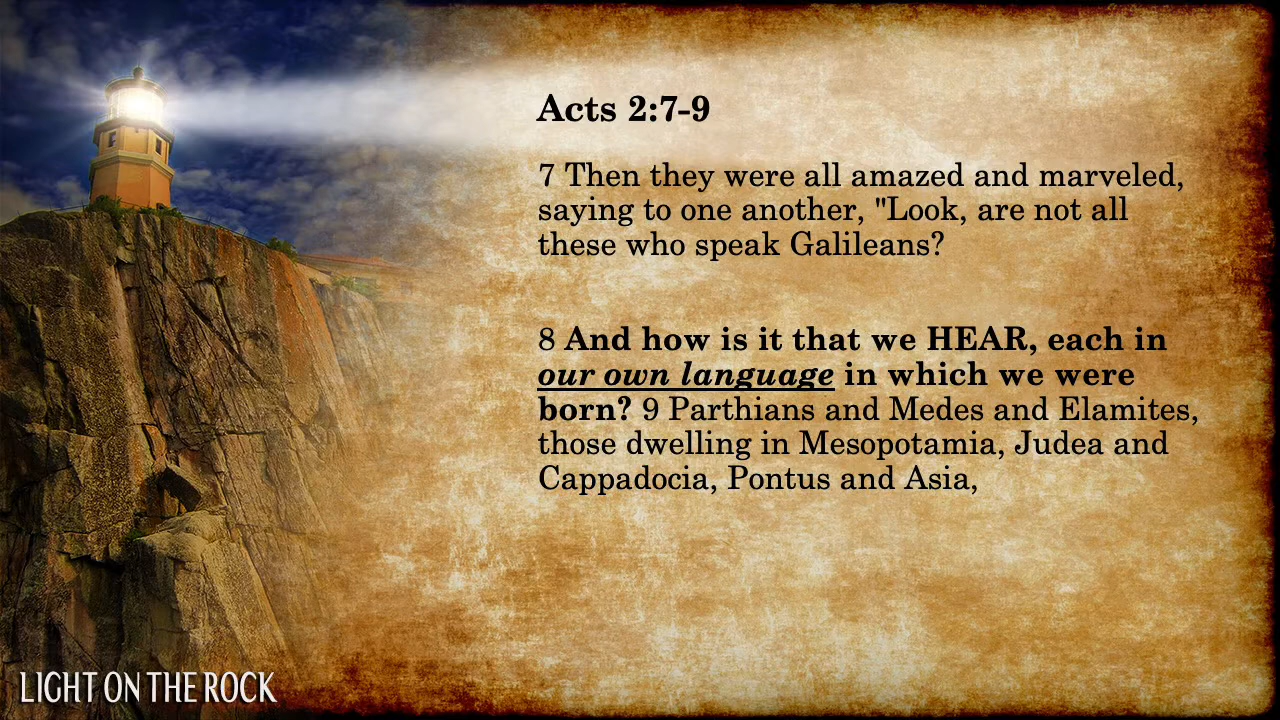 Acts 2:7-9
7 Then they were all amazed and marveled,
saying to one another, "Look, are not all
these who speak Galileans?
8 And how is it that we HEAR, each in
our own language in which we were
born? 9 Parthians and Medes and Elamites,
those dwelling in Mesopotamia, Judea and
Cappadocia, Pontus and Asia,
LIGHT ON THE ROCK